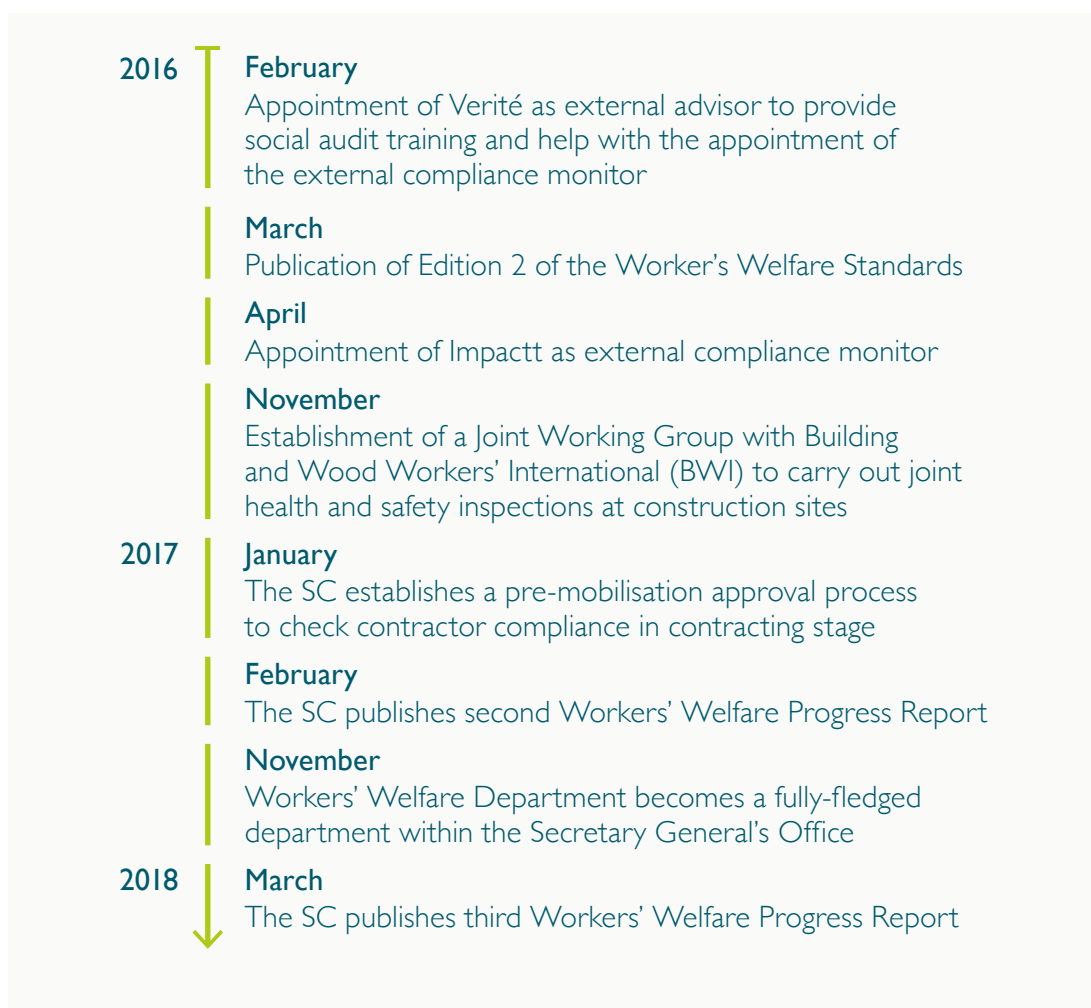 2016
February
Appointment of Verité as external advisor to provide
social audit training and help with the appointment of
the external compliance monitor
March
Publication of Edition 2 of the Worker's Welfare Standards
April
Appointment of Impactt as external compliance monitor
November
Establishment of a Joint Working Group with Building
and Wood Workers' International (BWI) to carry out joint
health and safety inspections at construction sites
2017
January
The SC establishes a pre-mobilisation approval process
to check contractor compliance in contracting stage
February
The SC publishes second Workers' Welfare Progress Report
November
Workers' Welfare Department becomes a fully-fledged
department within the Secretary General's Office
2018
March
The SC publishes third Workers' Welfare Progress Report